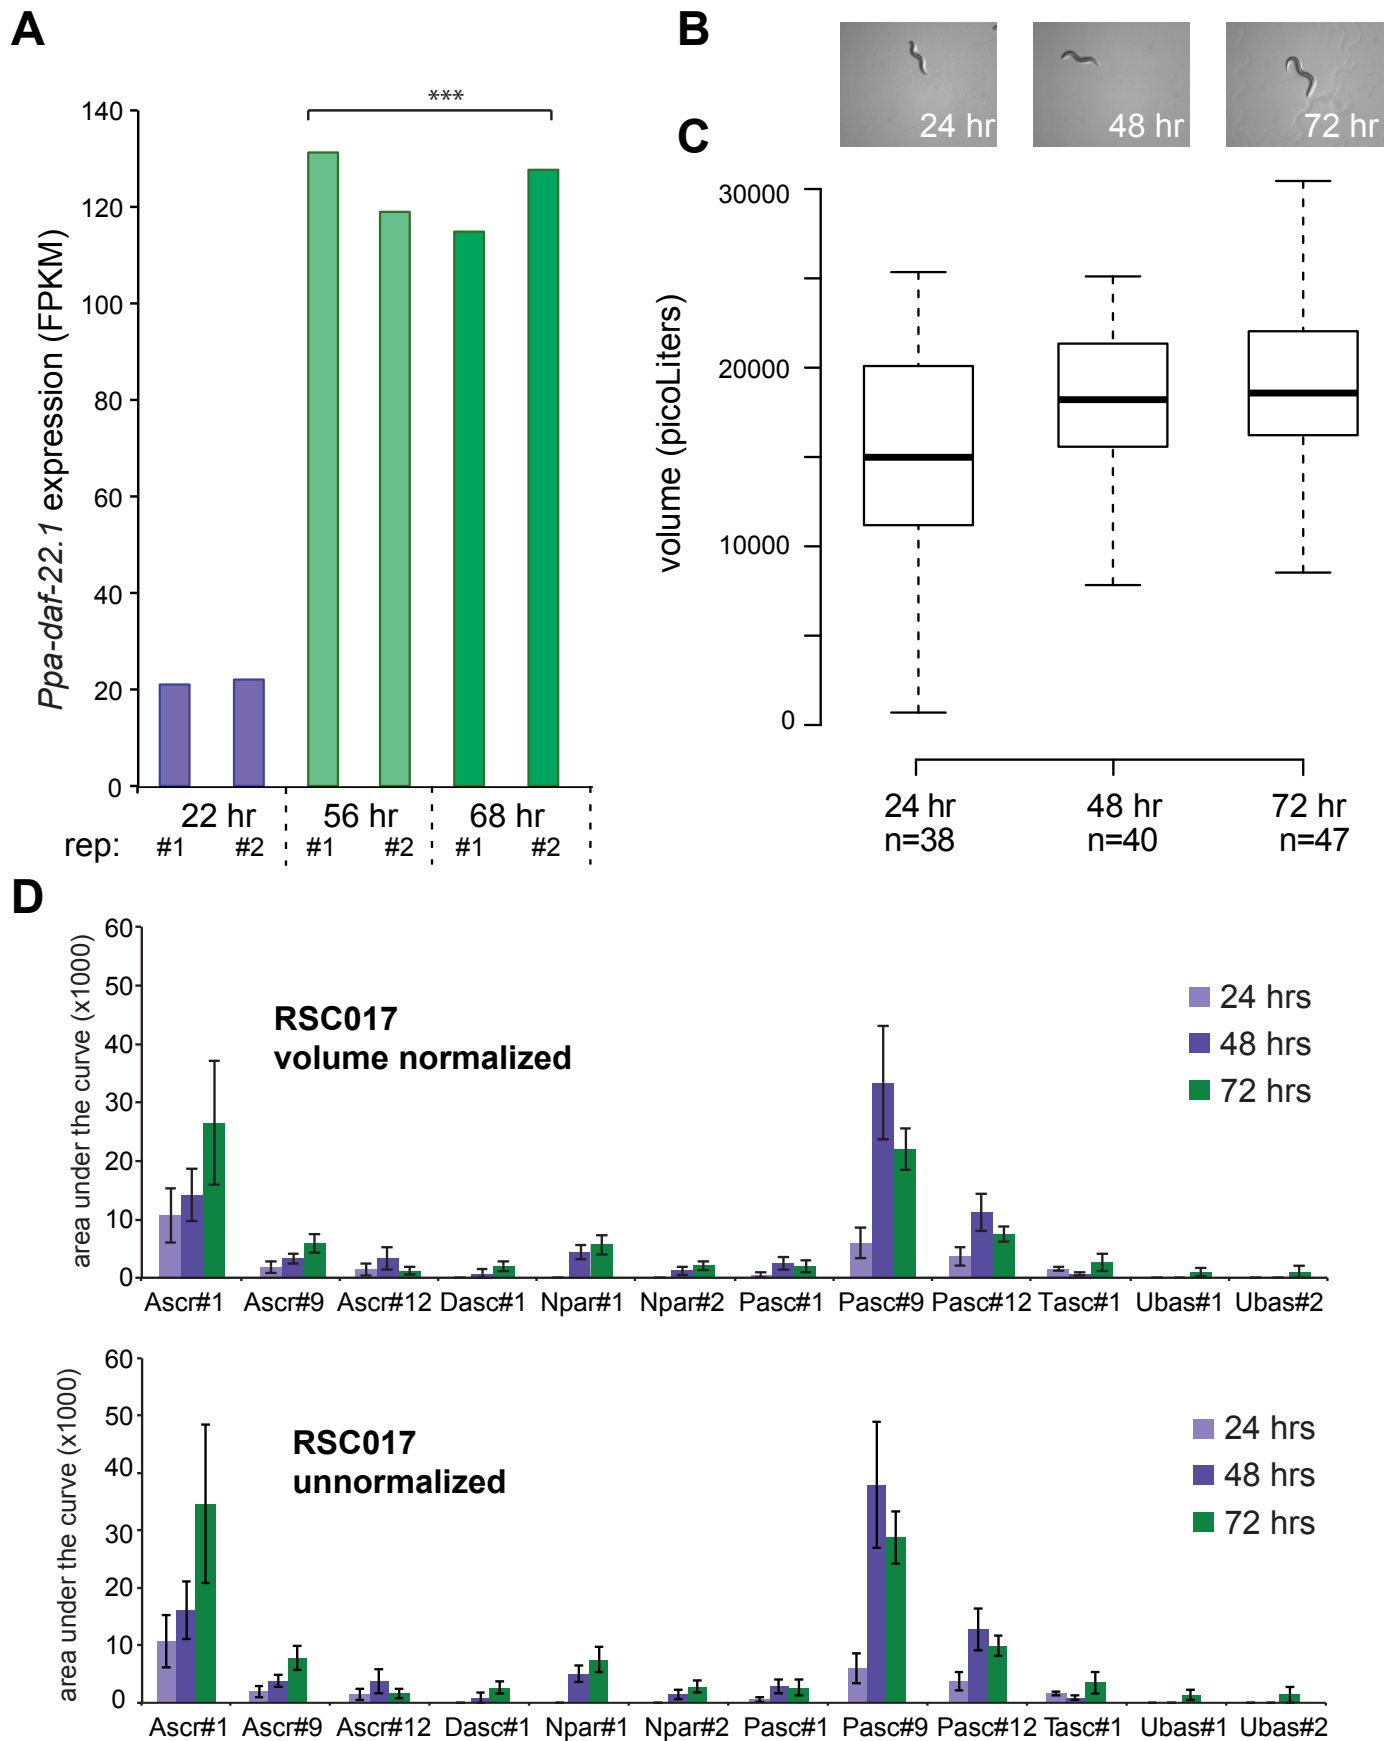 A
Ppa-daf-22.1 expression (FPKM)
140
120
100
80
60
40
20
0
***
22 hr 56 hr 68 hr
rep: #1 #2 #1 #2 #1 #2
B
24 hr 48 hr 72 hr
C
volume (picoLiters)
30000
20000
10000
0
24 hr 48 hr 72 hr
n=38 n=40 n=47
D
area under the curve (x1000)
60
50
40
30
20
10
0
RSC017
volume normalized
24 hrs
48 hrs
72 hrs
Ascr#1 Ascr#9 Ascr#12 Dasc#1 Npar#1 Npar#2 Pasc#1 Pasc#9 Pasc#12 Tasc#1 Ubas#1 Ubas#2
area under the curve (x1000)
60
50
40
30
20
10
0
RSC017
unnormalized
24 hrs
48 hrs
72 hrs
Ascr#1 Ascr#9 Ascr#12 Dasc#1 Npar#1 Npar#2 Pasc#1 Pasc#9 Pasc#12 Tasc#1 Ubas#1 Ubas#2